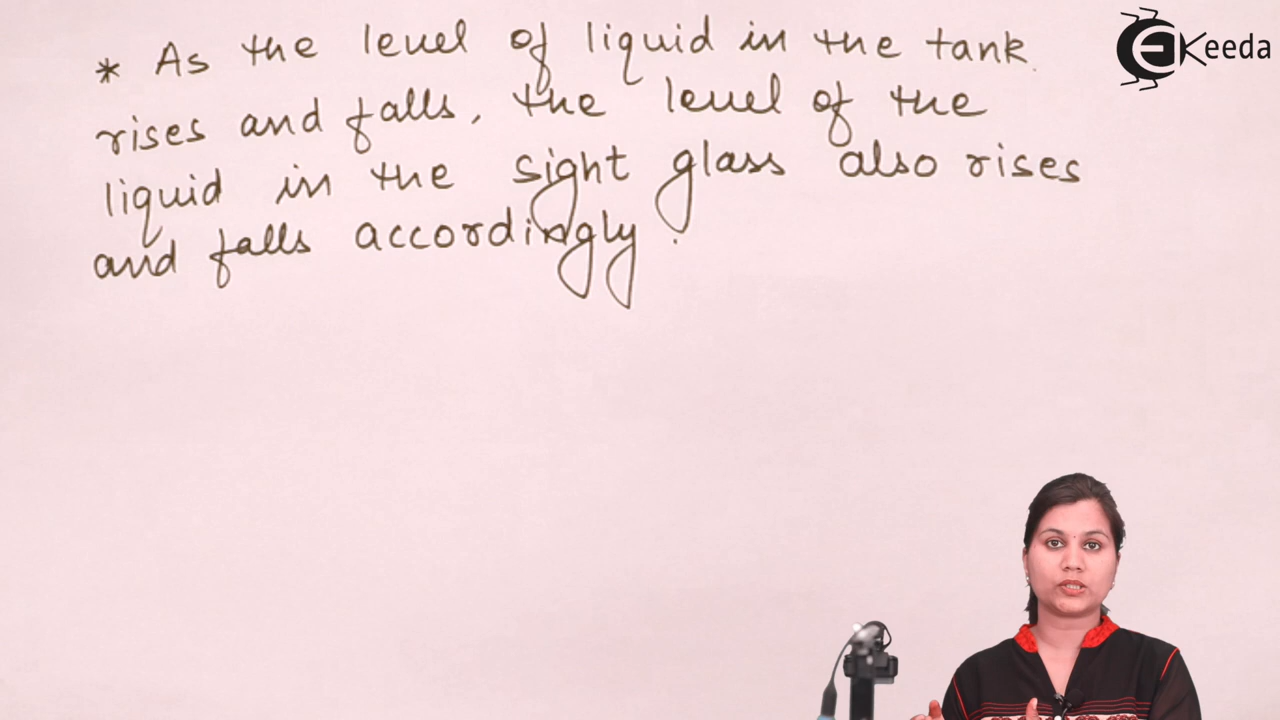 * As the level of liquid in the tank
rises and falls, the level of the
liquid in the sight glass also rises
and falls accordingly.
EKeeda